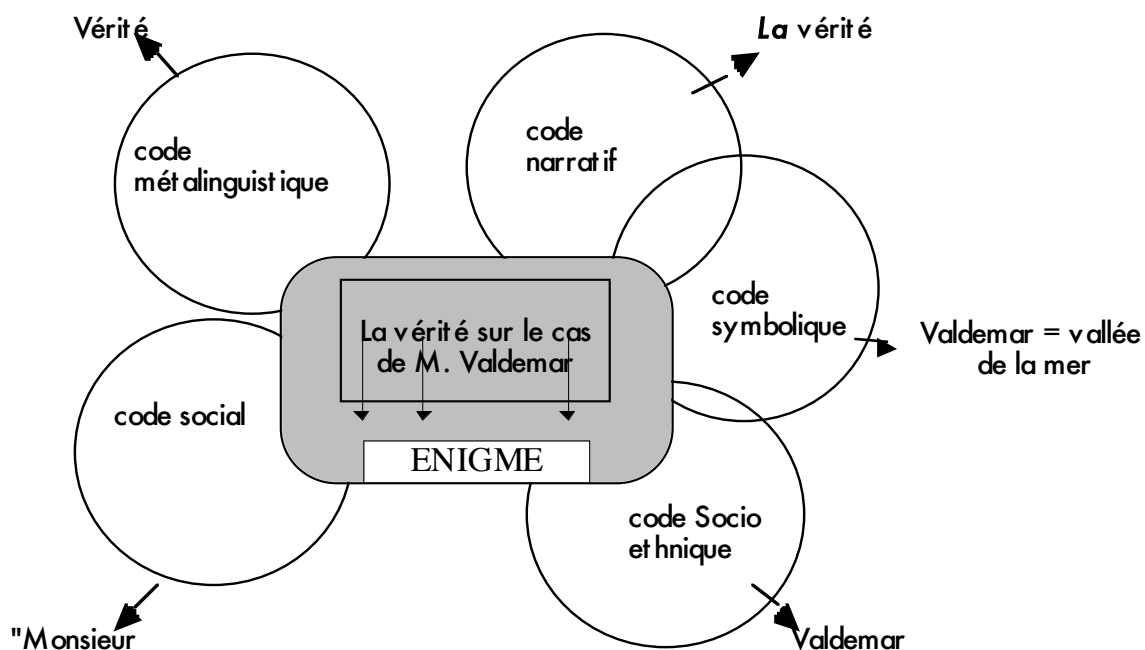 Vérité
La vérité
code
métalinguistique
code
narratif
La vérité sur le cas
de M. Valdemar
code
symbolique
Valdemar = vallée
de la mer
code social
ENIGME
code Socio
ethnique
"Monsieur
Valdemar